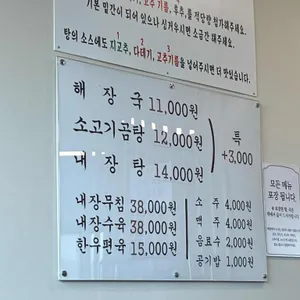 기본 밑간이 되어 있으나 싱거우시면 소금간 해주세요.
1 2 3
탕의 소스에도 지고추, 다데기, 고추기름을 넣어주시면 더 맛있습니다.
해장국 11,000원
소고기곰탕 12,000원
내장탕 14,000원
특
+3,000
내장무침 38,000원
내장수육 38,000원
한우편육 15,000원
소주 4,000원
맥주 4,000원
음료수 2,000원
공기밥 1,000원
모든 메뉴
포장 됩니다.